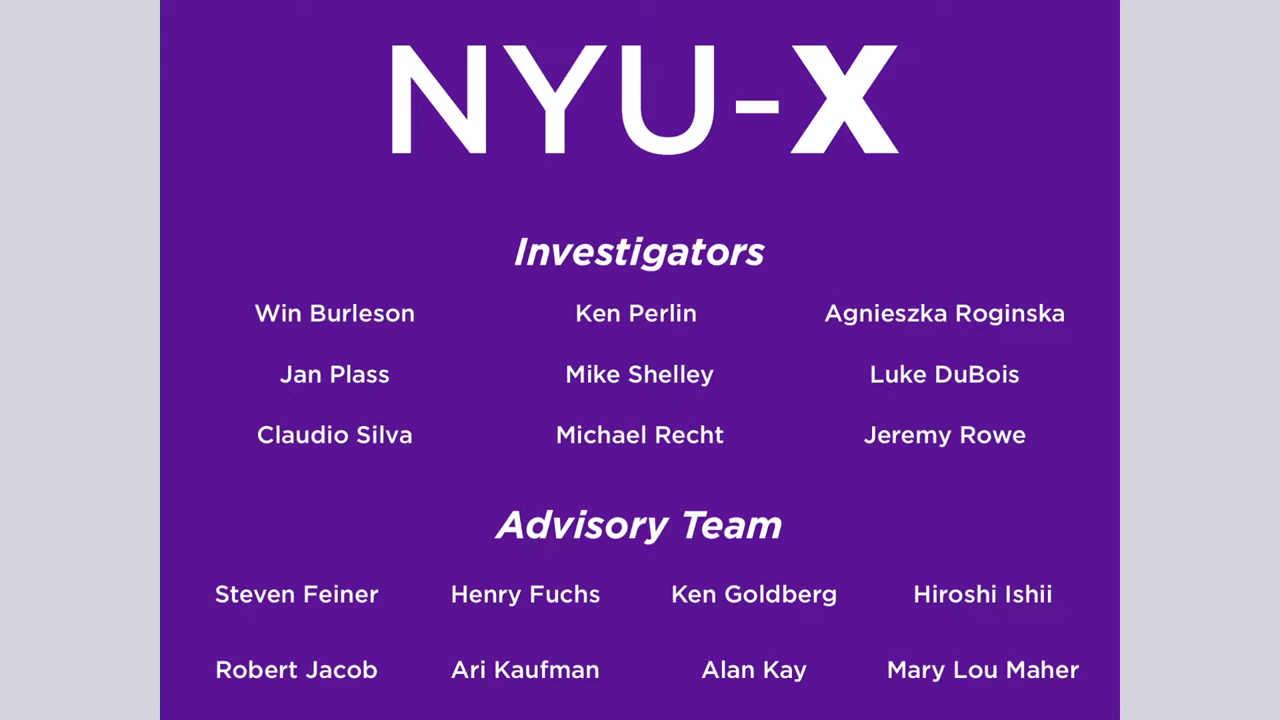 NYU-X
Investigators
Win Burleson Ken Perlin Agnieszka Roginska
Jan Plass Mike Shelley Luke DuBois
Claudio Silva Michael Recht Jeremy Rowe
Advisory Team
Steven Feiner Henry Fuchs Ken Goldberg Hiroshi Ishii
Robert Jacob Ari Kaufman Alan Kay Mary Lou Maher